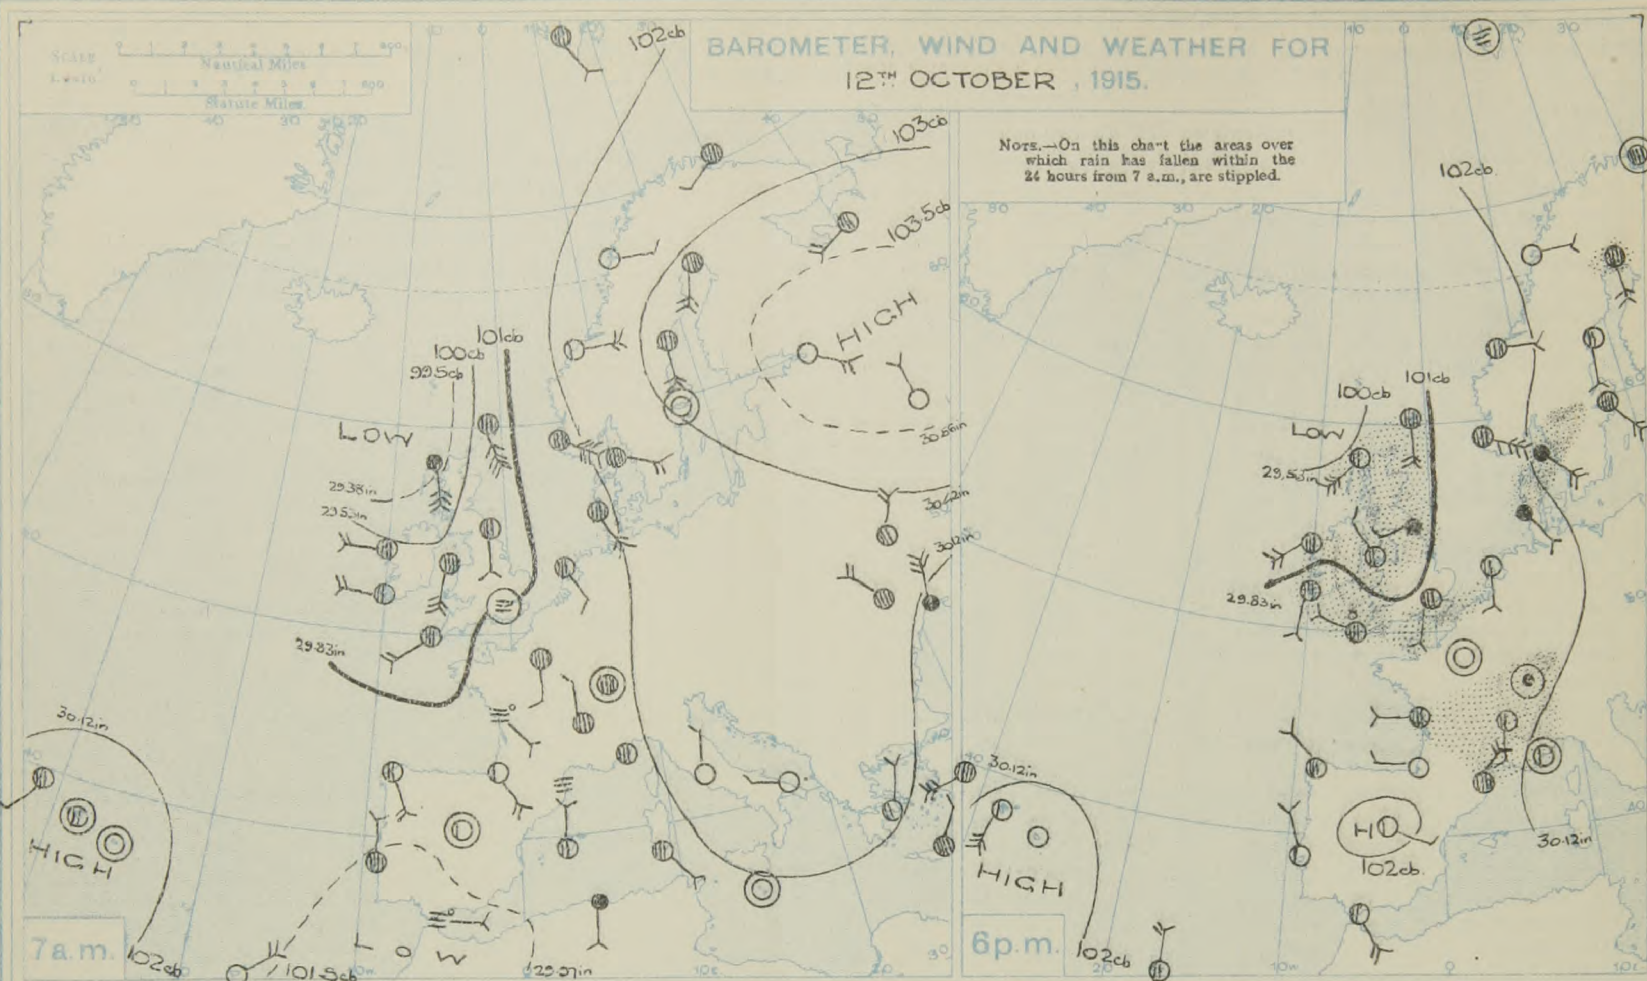 BAROMETER, WIND AND WEATHER FOR
12TH OCTOBER, 1915.
NOTE.—On this chart the areas over
which rain has fallen within the
24 hours from 7 a.m., are stippled.
Nautical Miles
Statute Miles
102cb
103cb
103.5cb
HIGH
30.42in
30.12in
101cb
100cb
99.5cb
LOW
29.38in
29.53in
29.83in
30.12in
HIGH
102cb
101.5cb
LOW
29.97in
7a.m.
102cb
101cb
100cb
LOW
29.53in
29.83in
30.12in
HIGH
102cb
H
102cb.
30.12in
6p.m.